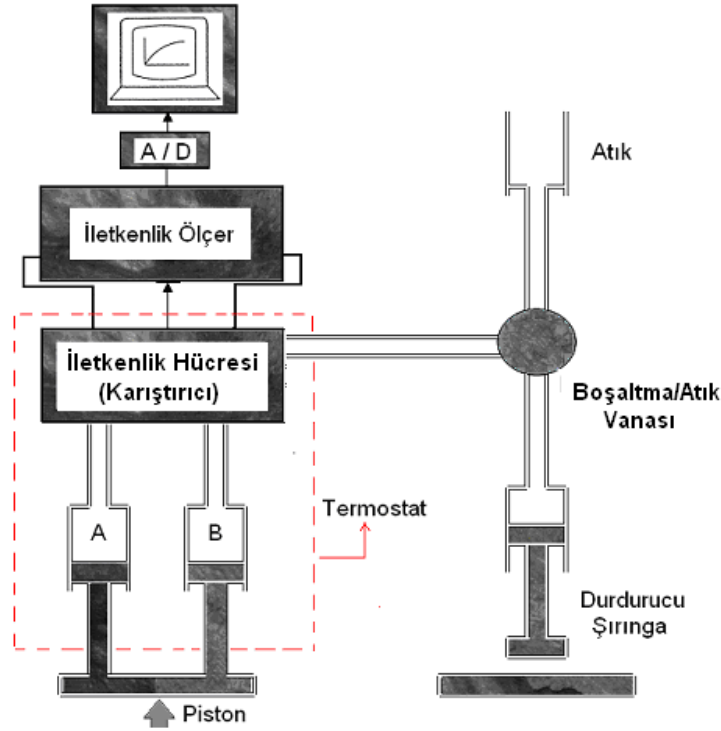 A / D
Atık
İletkenlik Ölçer
İletkenlik Hücresi
(Karıştırıcı)
Boşaltma/Atık
Vanası
A
B
Termostat
Durdurucu
Şırınga
Piston